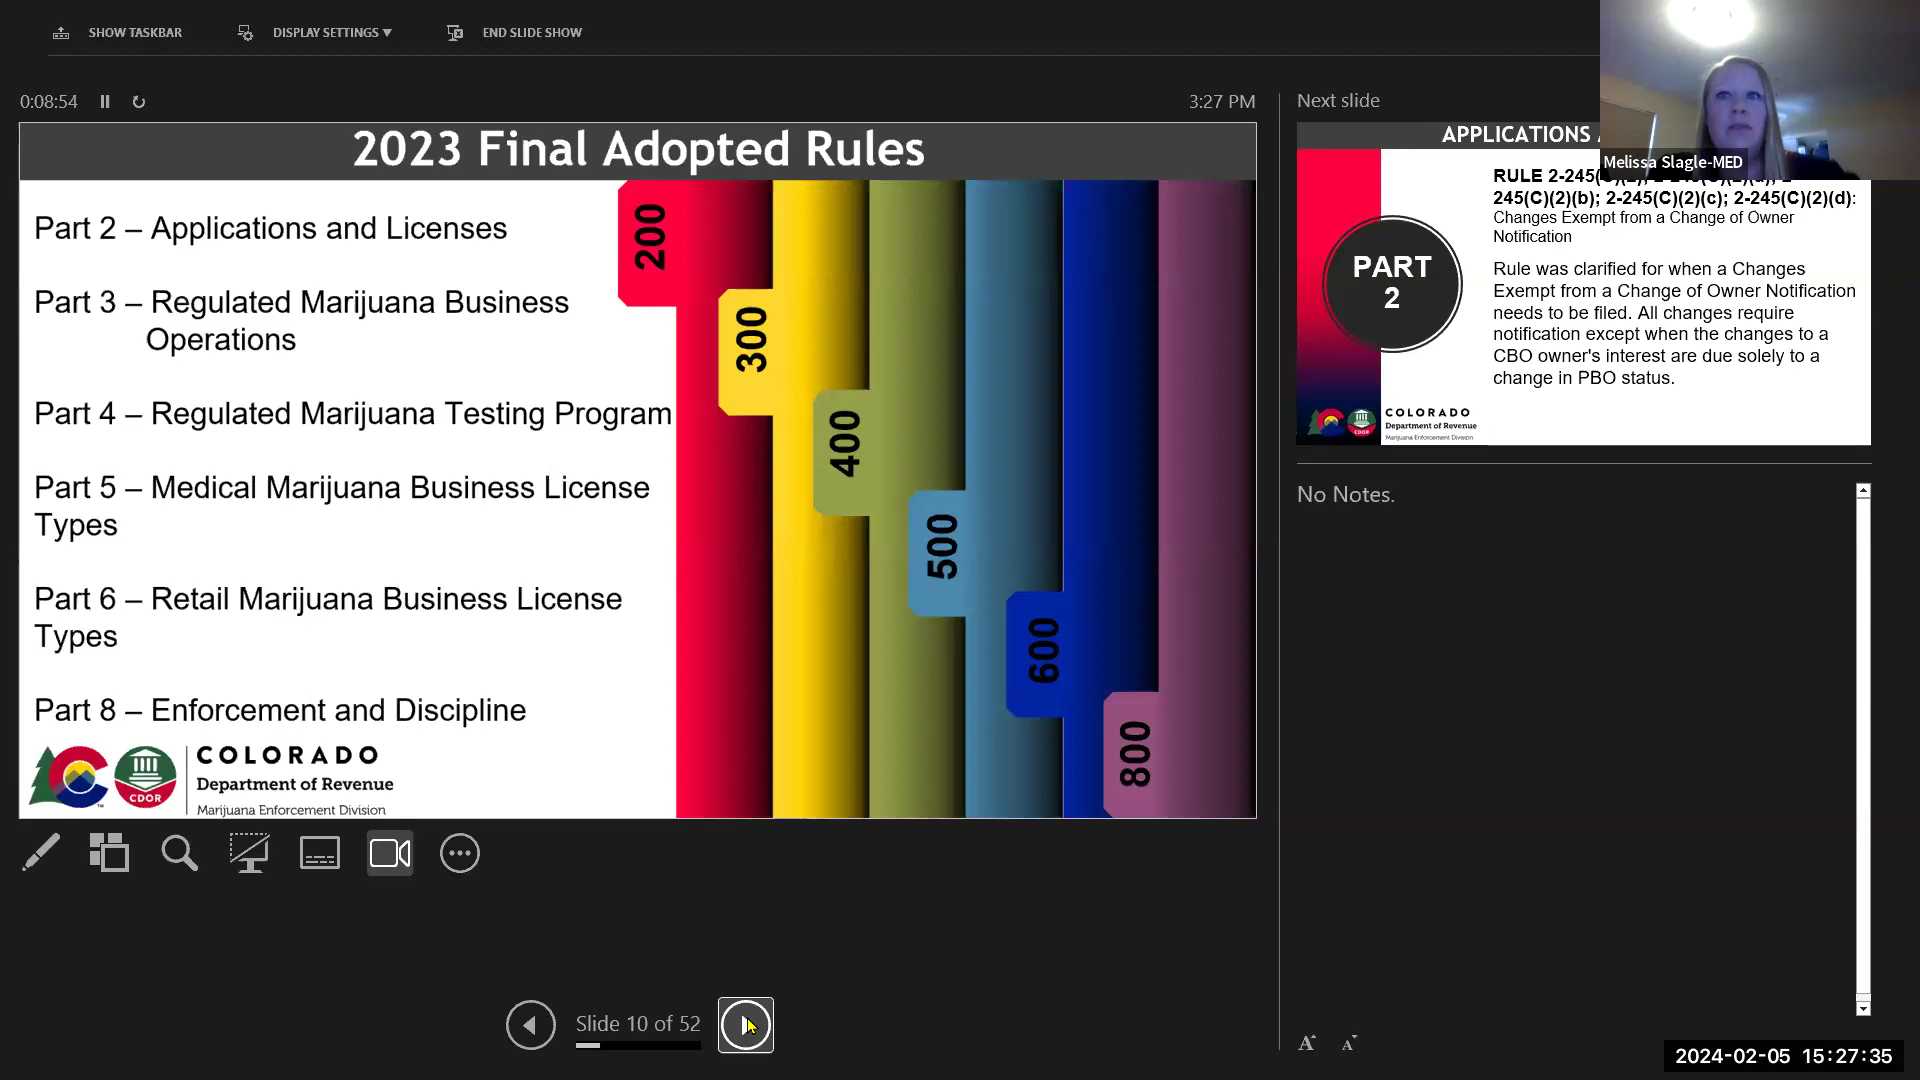 SHOW TASKBAR
DISPLAY SETTINGS
END SLIDE SHOW
0:08:54
3:27 PM
2023 Final Adopted Rules
Part 2 – Applications and Licenses
Part 3 – Regulated Marijuana Business
Operations
Part 4 – Regulated Marijuana Testing Program
Part 5 – Medical Marijuana Business License
Types
Part 6 – Retail Marijuana Business License
Types
Part 8 – Enforcement and Discipline
200
300
400
500
600
800
CDOR
COLORADO
Department of Revenue
Marijuana Enforcement Division
Slide 10 of 52
Next slide
APPLICATIONS
Melissa Slagle-MED
PART
2
RULE
245(C)(2)(b); 2-245(C)(2)(c); 2-245(C)(2)(d):
Changes Exempt from a Change of Owner
Notification
Rule was clarified for when a Changes
Exempt from a Change of Owner Notification
needs to be filed. All changes require
notification except when the changes to a
CBO owner's interest are due solely to a
change in PBO status.
CDOR
COLORADO
Department of Revenue
Marijuana Enforcement Division
No Notes.
A A
2024-02-05 15:27:35